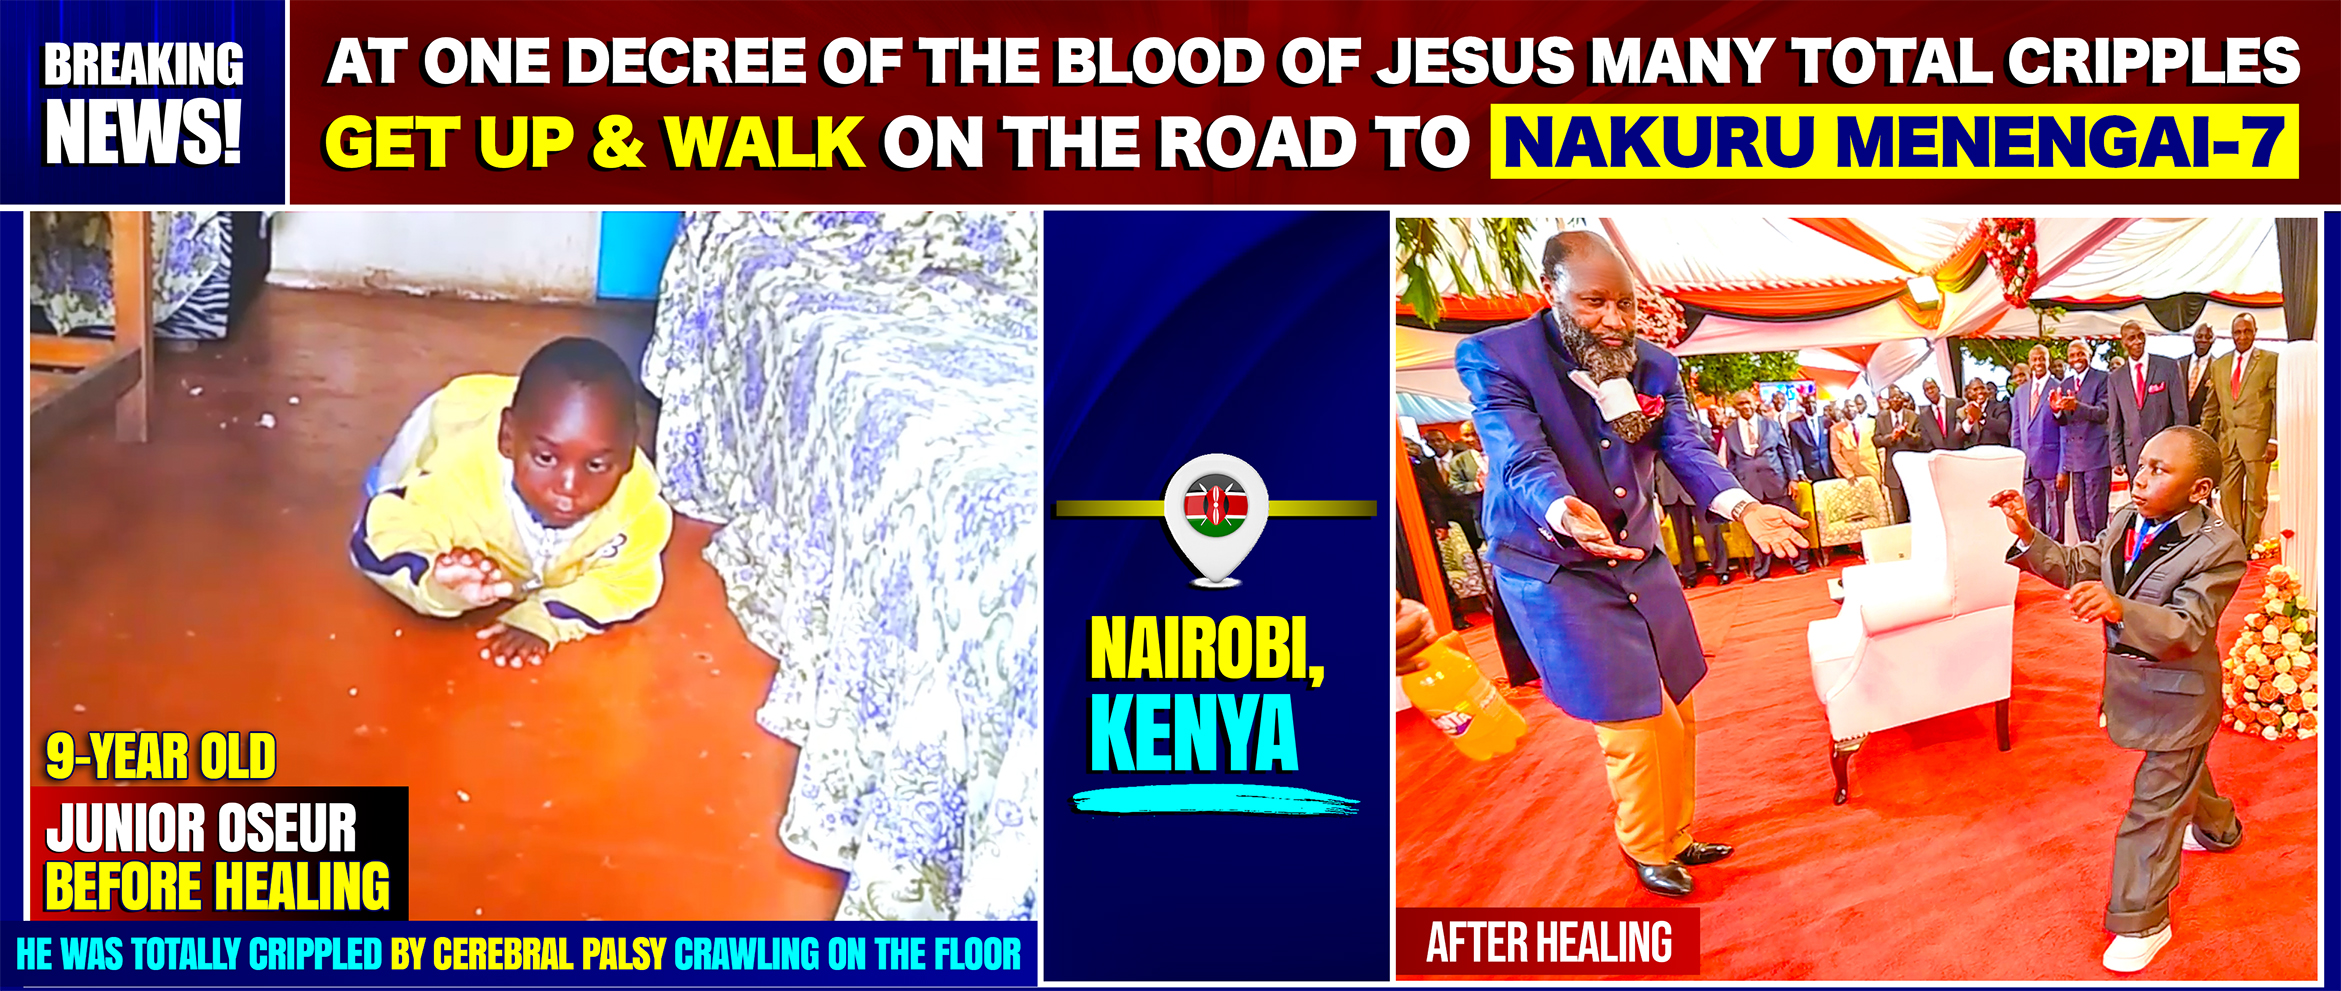 BREAKING
NEWS!
AT ONE DECREE OF THE BLOOD OF JESUS MANY TOTAL CRIPPLES
GET UP & WALK ON THE ROAD TO NAKURU MENENGAI-7
9-YEAR OLD
JUNIOR OSEUR
BEFORE HEALING
HE WAS TOTALLY CRIPPLED BY CEREBRAL PALSY CRAWLING ON THE FLOOR
NAIROBI,
KENYA
AFTER HEALING